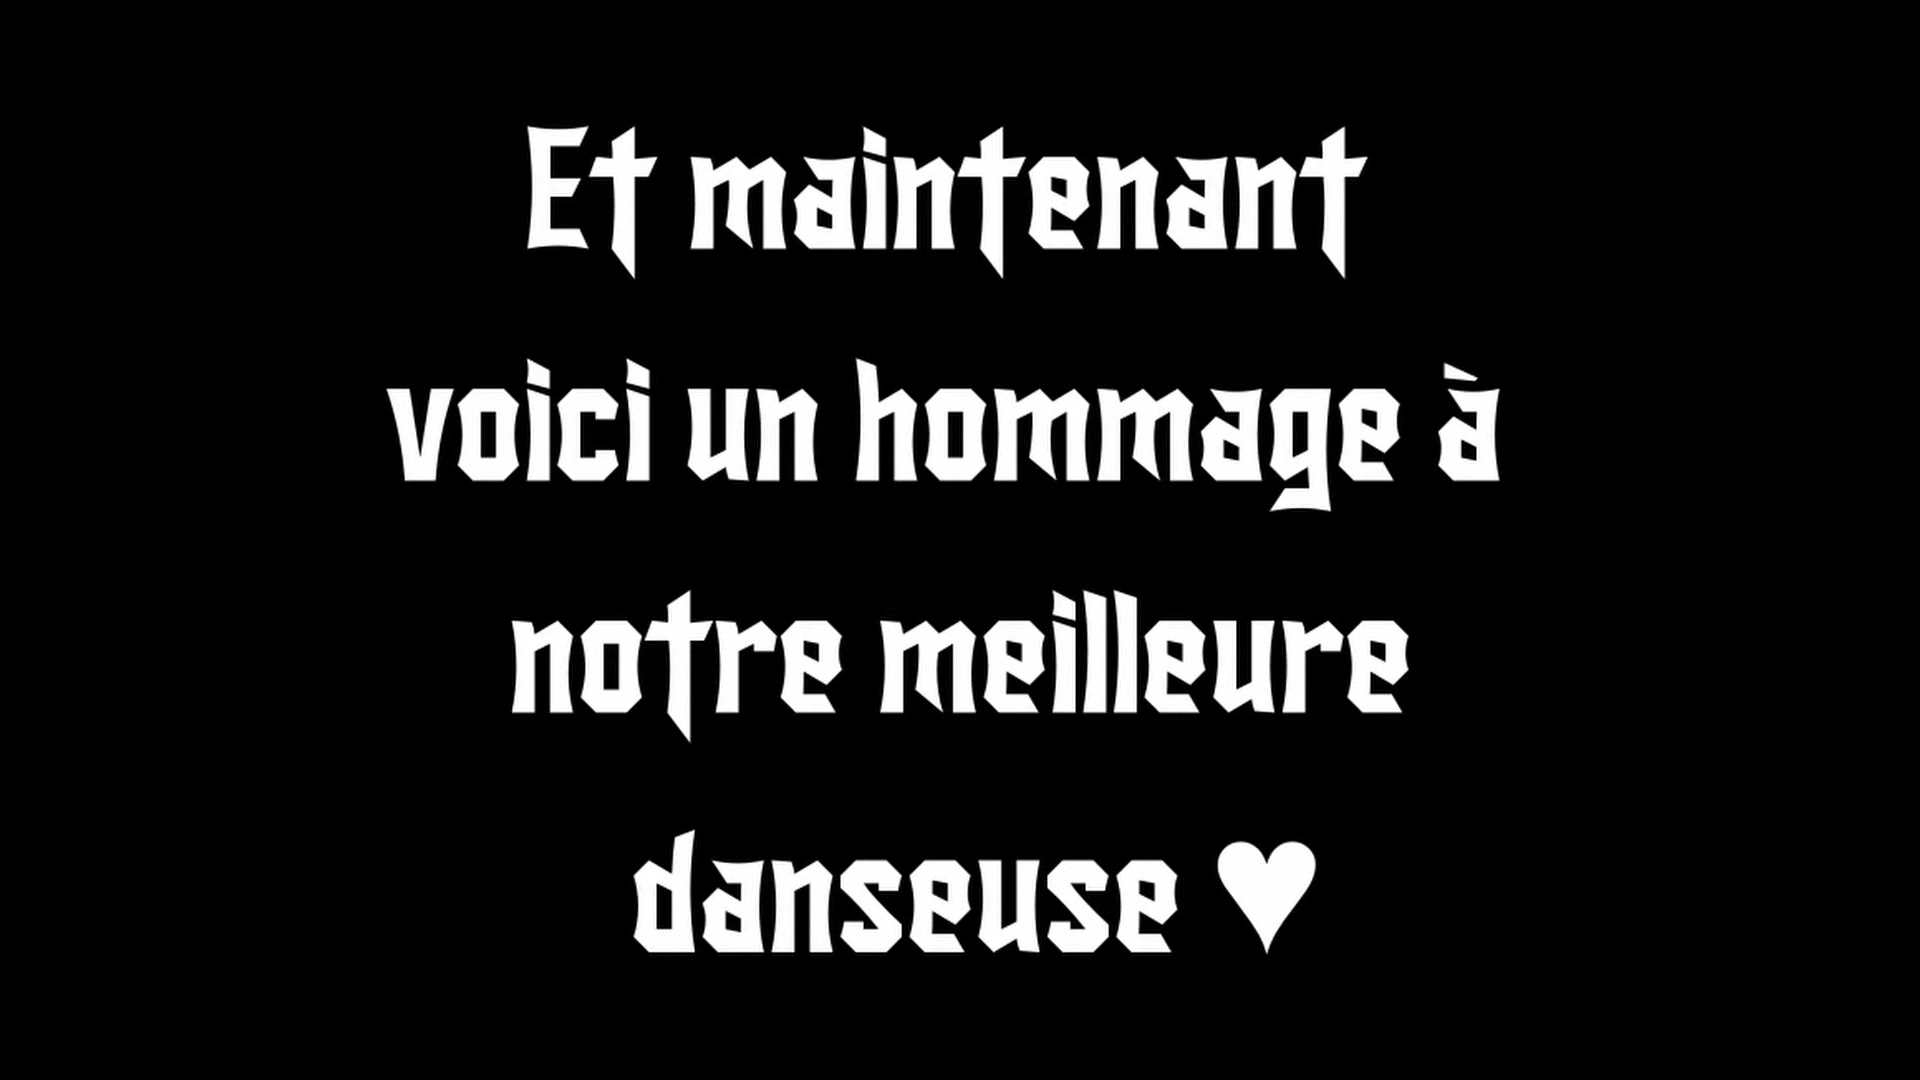 Et maintenant
voici un hommage à
notre meilleure
danseuse ♥